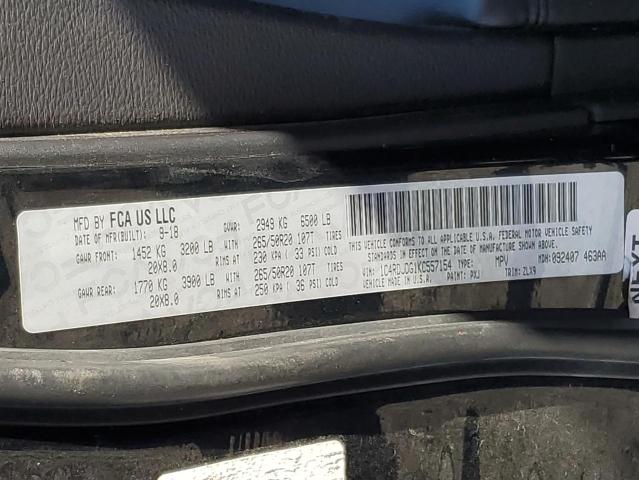 MFD BY FCA US LLC
DATE OF MFR(BUILT): 9-18 GVWR: 2949 KG 6500 LB
GAWR FRONT: 1452 KG 3200 LB 265/50R20 107T TIRES
20X8.0 RIMS AT 230 KPA ( 33 PSI) COLD
GAWR REAR: 1770 KG 3900 LB 265/50R20 107T TIRES
20X8.0 RIMS AT 250 KPA ( 36 PSI) COLD
THIS VEHICLE CONFORMS TO ALL APPLICABLE U.S.A. FEDERAL MOTOR VEHICLE SAFETY
STANDARDS IN EFFECT ON THE DATE OF MANUFACTURE SHOWN ABOVE.
VIN: 1C4RDJDG1KC557154 TYPE: MPV MDH:092407 463AA
VEHICLE MADE IN U.S.A. PAINT: PXJ TRIM: ZLX9